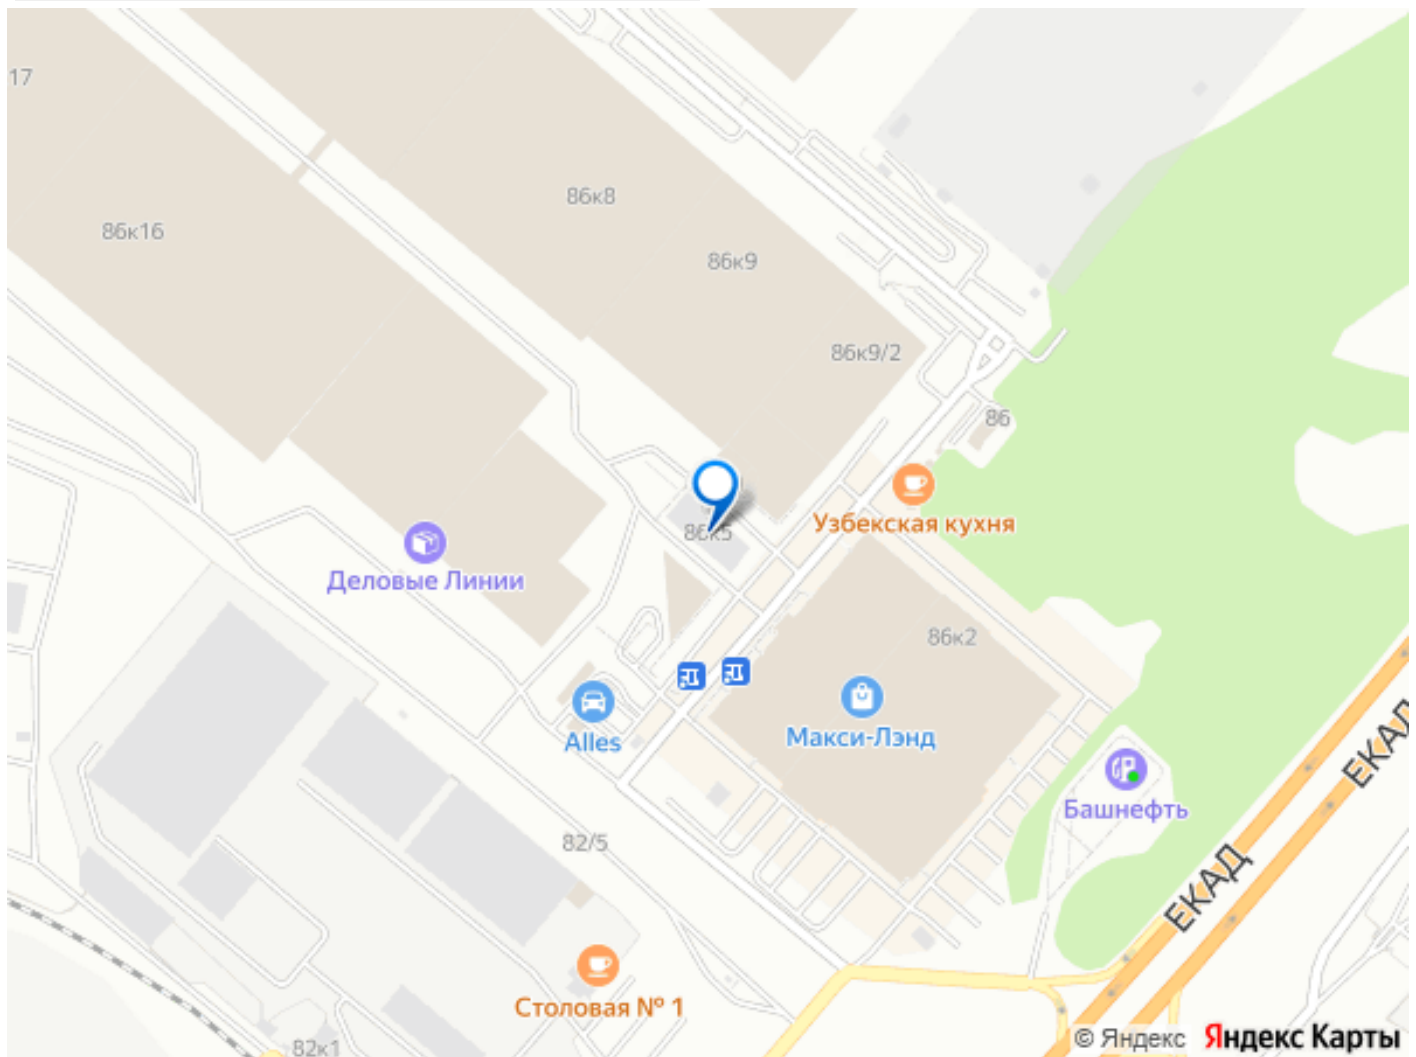 17
86к8
86к16
86к9
86к9/2
86
Узбекская кухня
86к5
Деловые Линии
86к2
Макси-Лэнд
Alles
ЕКАД
Башнефть
82/5
ЕКАД
Столовая № 1
82к1
© Яндекс
Яндекс Карты